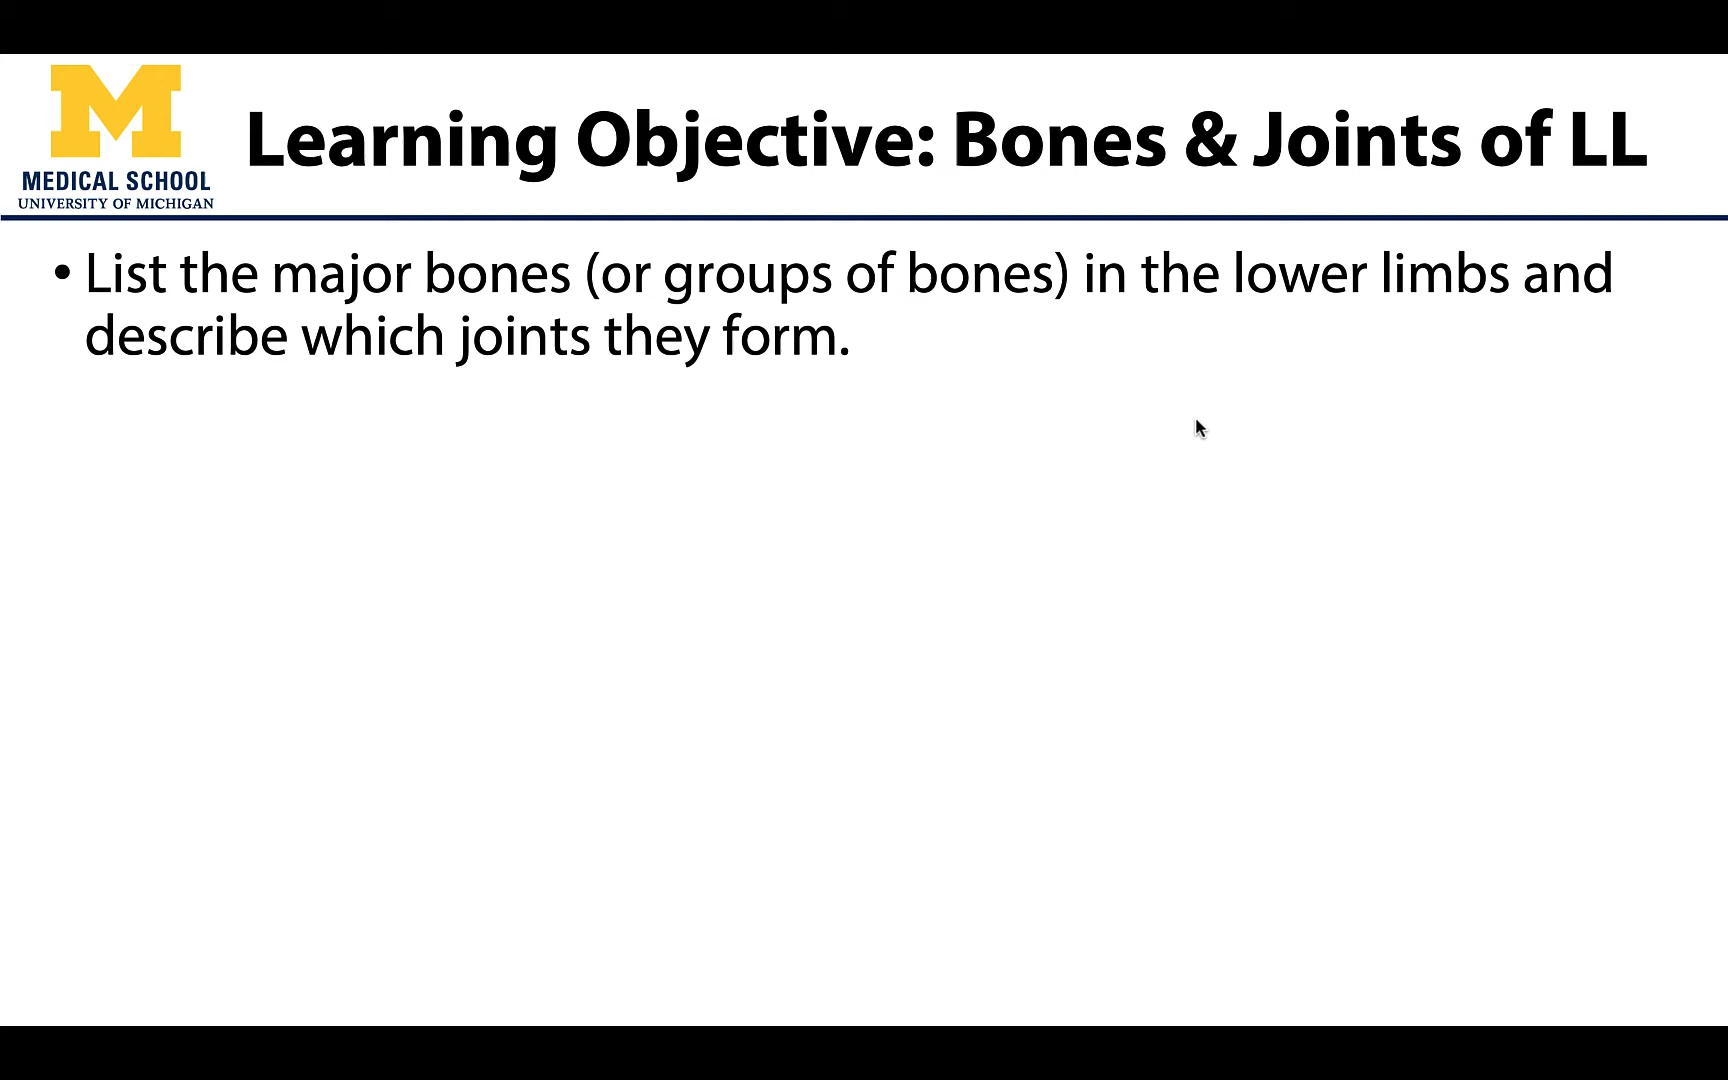 M
MEDICAL SCHOOL
UNIVERSITY OF MICHIGAN
Learning Objective: Bones & Joints of LL
• List the major bones (or groups of bones) in the lower limbs and
describe which joints they form.